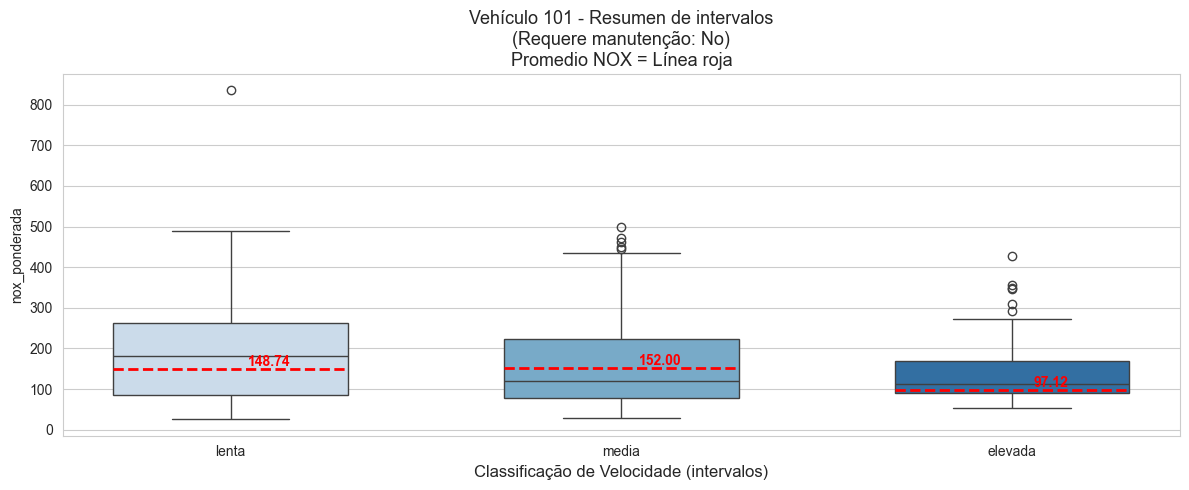 Vehículo 101 - Resumen de intervalos
(Requere manutenção: No)
Promedio NOX = Línea roja
nox_ponderada
800
700
600
500
400
300
200
100
0
148.74
152.00
97.12
lenta
media
elevada
Classificação de Velocidade (intervalos)